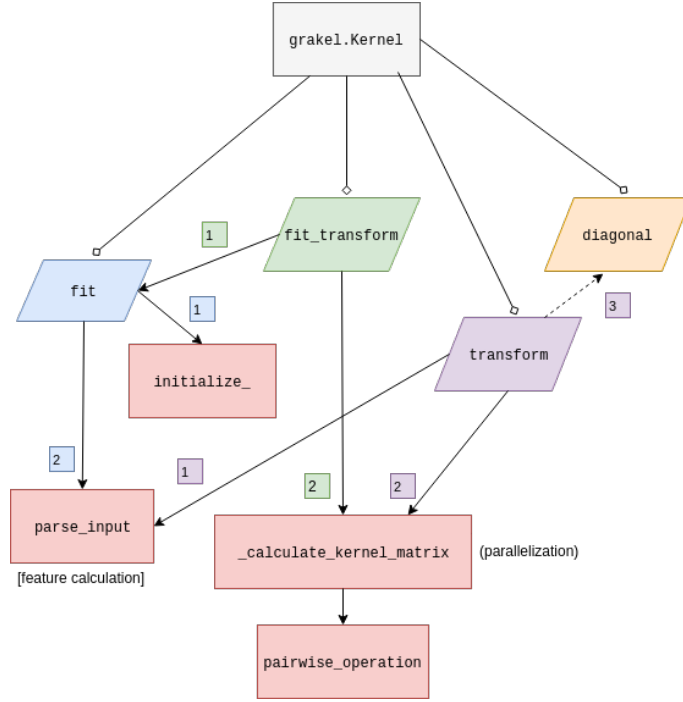 grakel.Kernel
1
fit_transform
diagonal
fit
1
3
transform
initialize_
2
1
2
2
parse_input
_calculate_kernel_matrix
(parallelization)
[feature calculation]
pairwise_operation